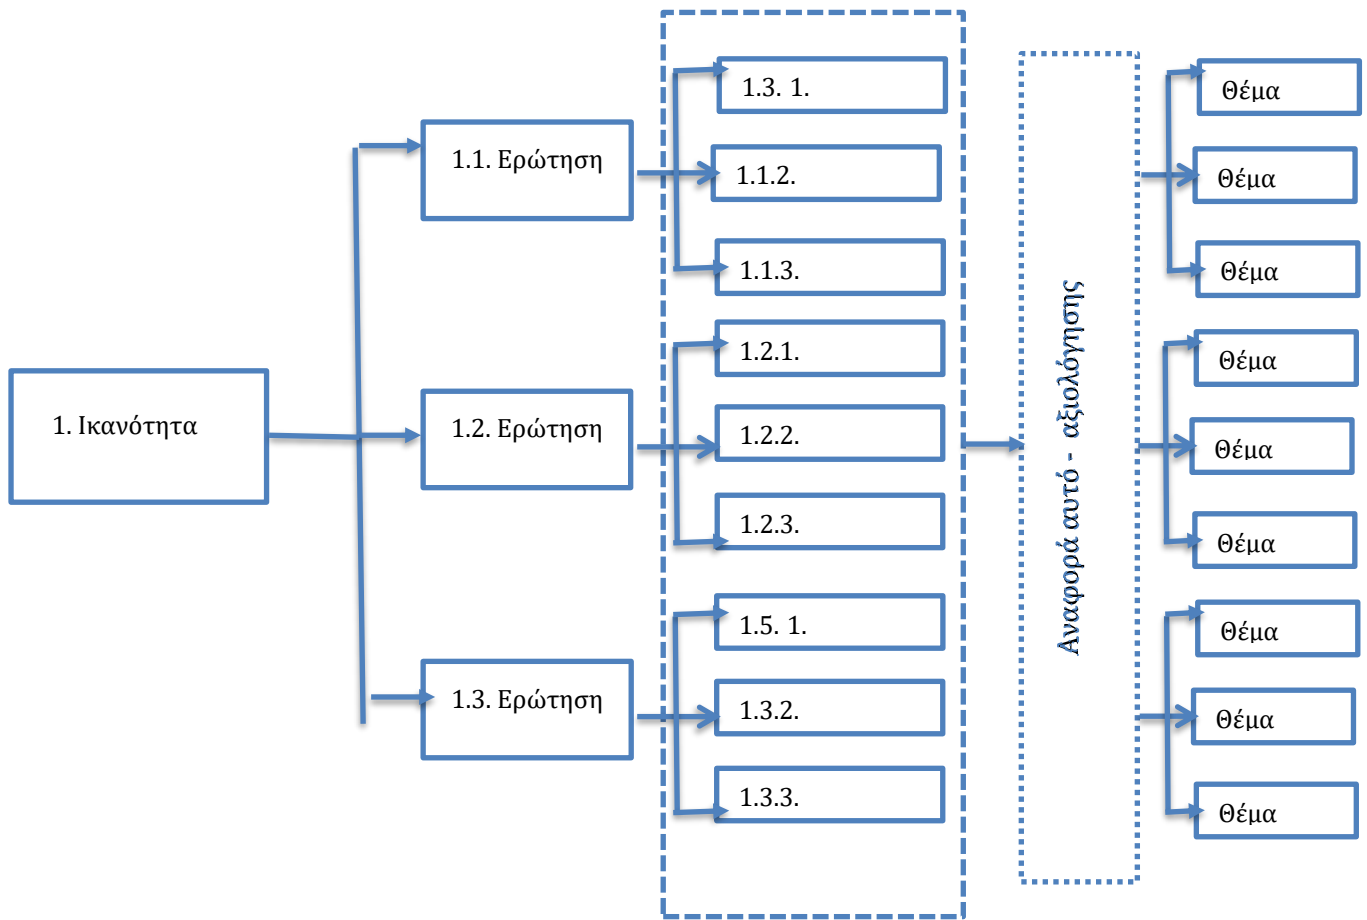 1. Ικανότητα
1.1. Ερώτηση
1.2. Ερώτηση
1.3. Ερώτηση
1.3. 1.
1.1.2.
1.1.3.
1.2.1.
1.2.2.
1.2.3.
1.5. 1.
1.3.2.
1.3.3.
Αναφορά αυτό - αξιολόγησης
Θέμα
Θέμα
Θέμα
Θέμα
Θέμα
Θέμα
Θέμα
Θέμα
Θέμα